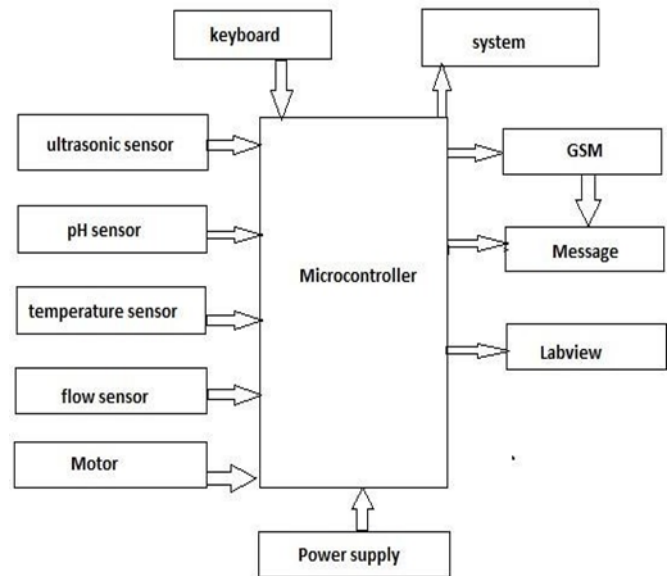 keyboard
system
ultrasonic sensor
GSM
pH sensor
Message
Microcontroller
temperature sensor
Labview
flow sensor
Motor
Power supply